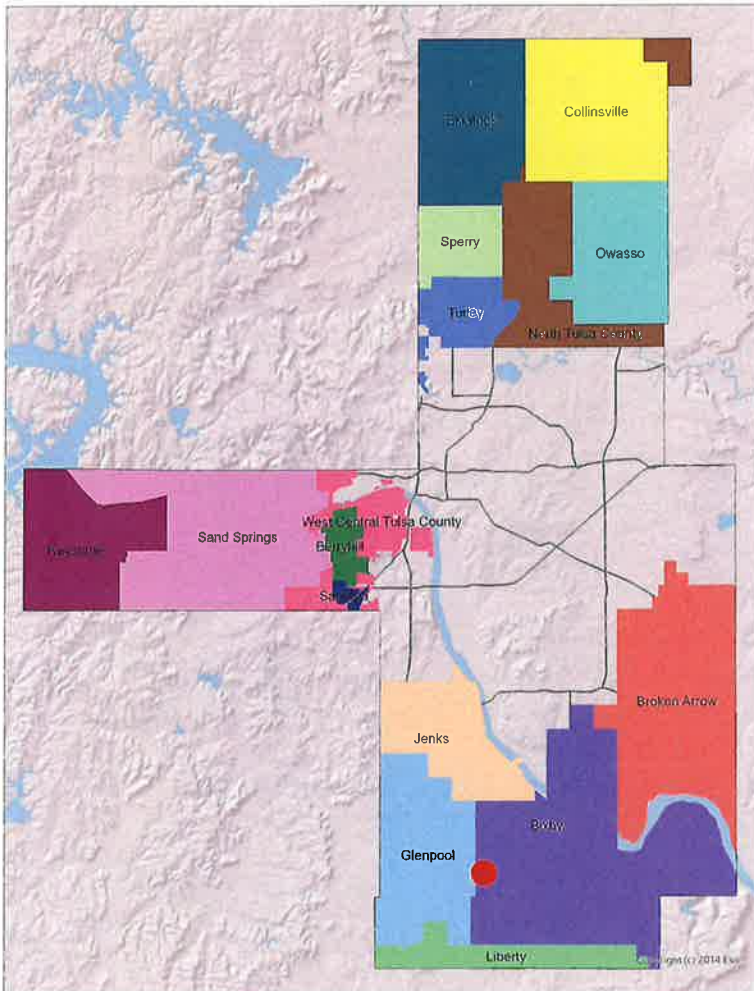 Collinsville
Sperry
Owasso
Turley
North Tulsa County
West Central Tulsa County
Sand Springs
Berryhill
Broken Arrow
Jenks
Bixby
Glenpool
Liberty
(c) 2014